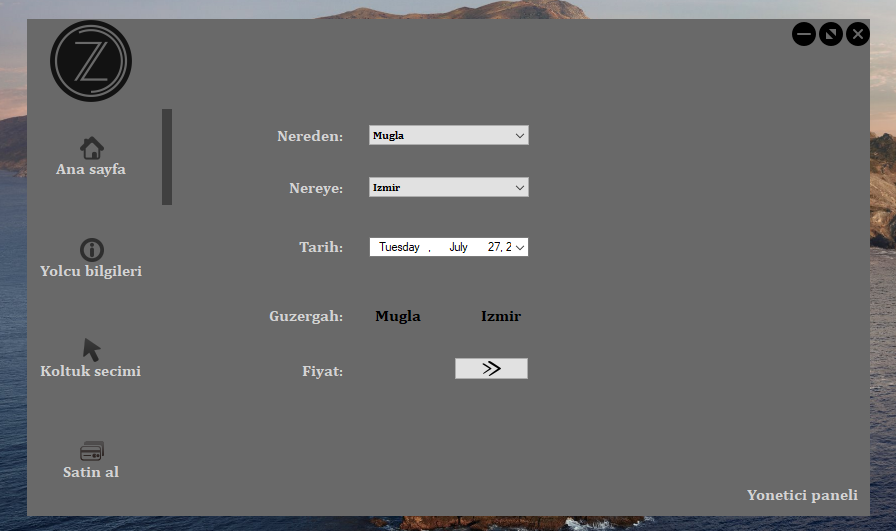 Z
Nereden: Mugla
Ana sayfa
Nereye: Izmir
Tarih: Tuesday , July 27, 2
Yolcu bilgileri
Guzergah: Mugla Izmir
Fiyat: >>
Koltuk secimi
Satin al
Yonetici paneli